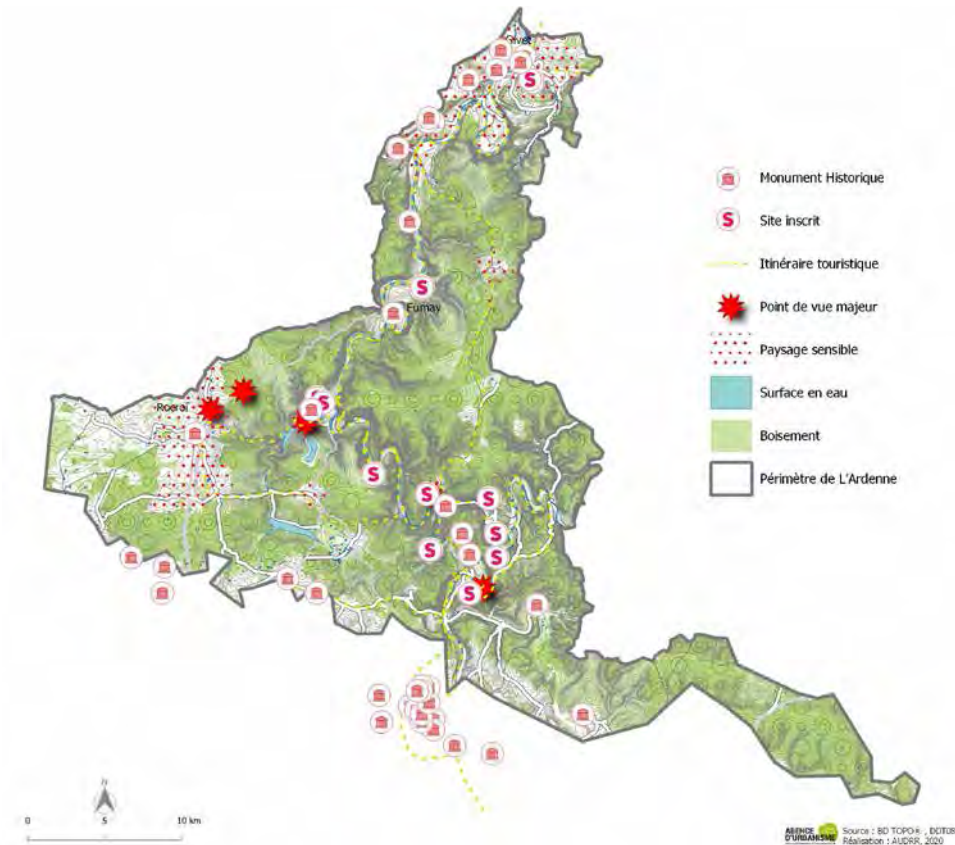 Givet
Monument Historique
Site inscrit
Itinéraire touristique
Fumay
Point de vue majeur
Paysage sensible
Rocroi
Surface en eau
Boisement
Périmètre de L'Ardenne
N
0 5 10 km
AGENCE
D'URBANISME
Source : BD TOPO® , DDT08
Réalisation : AUDRR, 2020